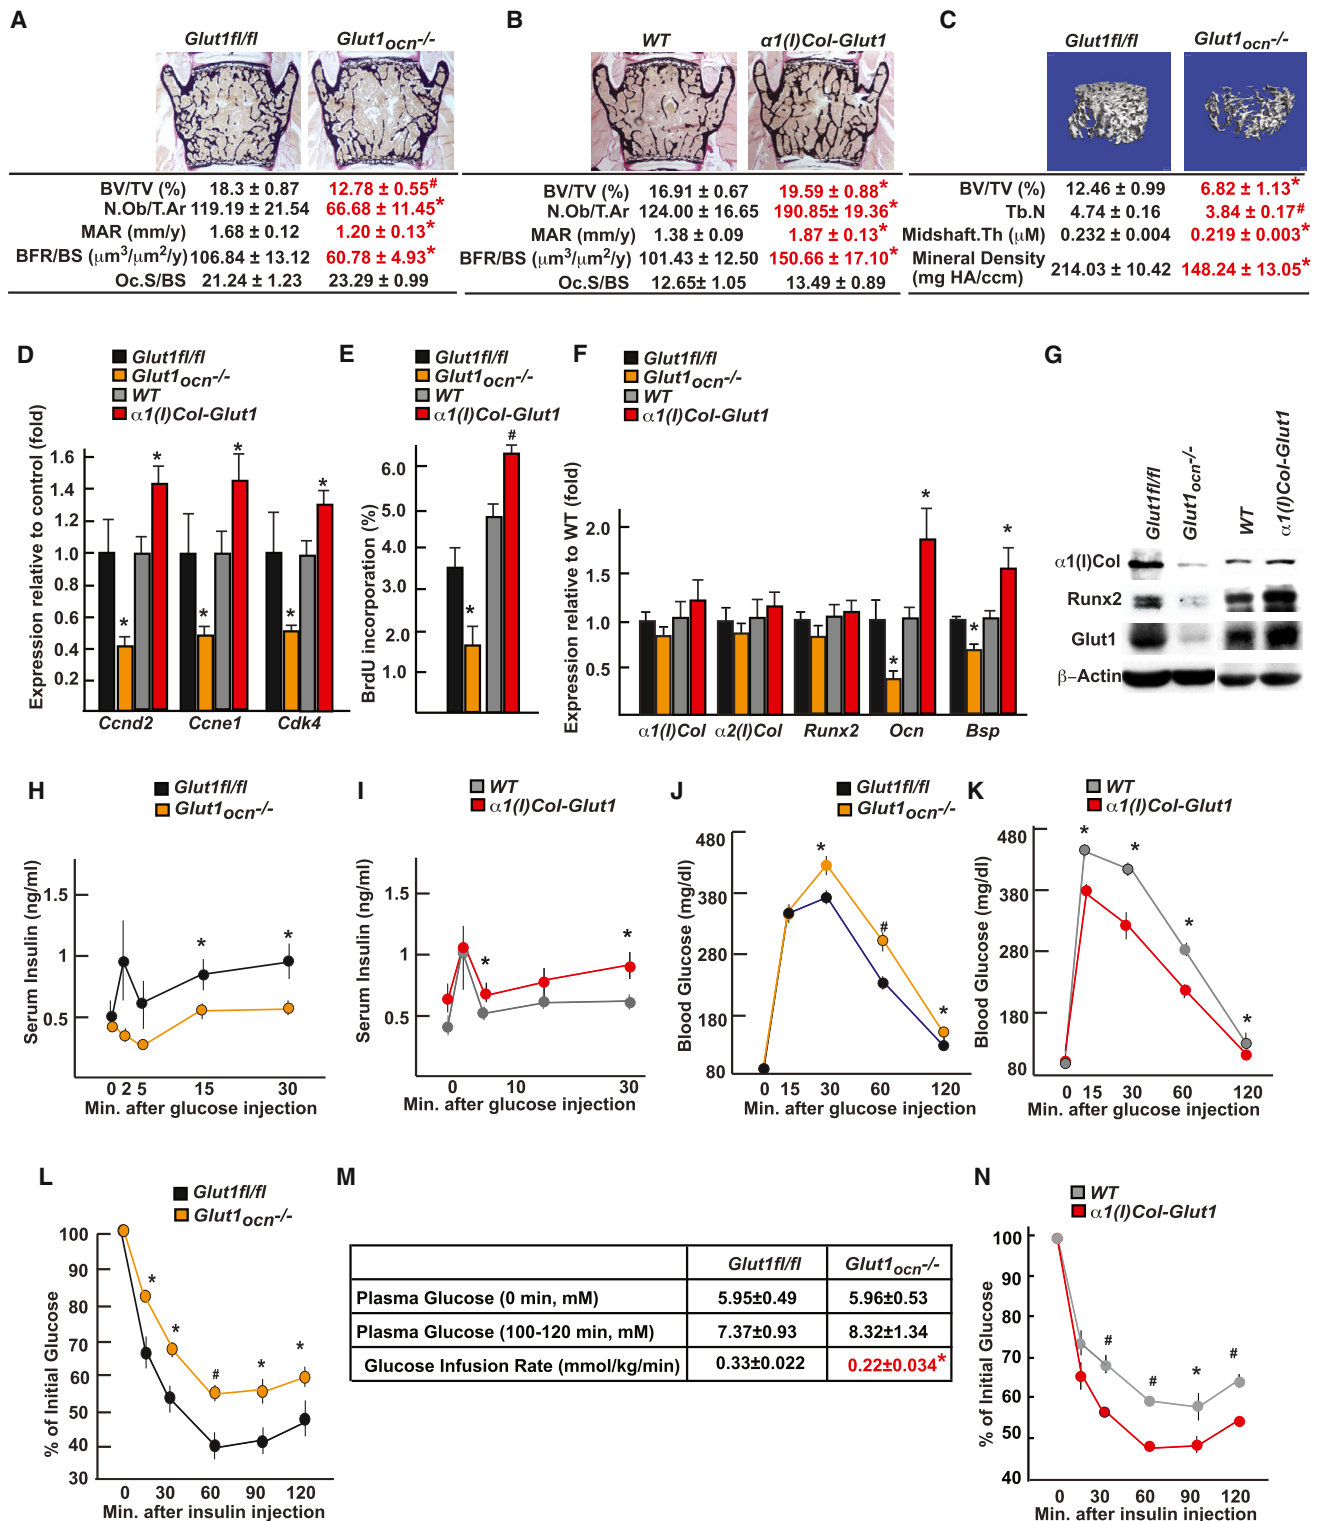 A
Glut1fl/fl
Glut1ocn-/-
BV/TV (%) 18.3 ± 0.87 12.78 ± 0.55#
N.Ob/T.Ar 119.19 ± 21.54 66.68 ± 11.45*
MAR (mm/y) 1.68 ± 0.12 1.20 ± 0.13*
BFR/BS (μm3/μm2/y) 106.84 ± 13.12 60.78 ± 4.93*
Oc.S/BS 21.24 ± 1.23 23.29 ± 0.99
B
WT
α1(I)Col-Glut1
BV/TV (%) 16.91 ± 0.67 19.59 ± 0.88*
N.Ob/T.Ar 124.00 ± 16.65 190.85± 19.36*
MAR (mm/y) 1.38 ± 0.09 1.87 ± 0.13*
BFR/BS (μm3/μm2/y) 101.43 ± 12.50 150.66 ± 17.10*
Oc.S/BS 12.65± 1.05 13.49 ± 0.89
C
Glut1fl/fl
Glut1ocn-/-
BV/TV (%) 12.46 ± 0.99 6.82 ± 1.13*
Tb.N 4.74 ± 0.16 3.84 ± 0.17#
Midshaft.Th (μM) 0.232 ± 0.004 0.219 ± 0.003*
Mineral Density
(mg HA/ccm) 214.03 ± 10.42 148.24 ± 13.05*
D
Glut1fl/fl
Glut1ocn-/-
WT
α1(I)Col-Glut1
Expression relative to control (fold)
1.6
1.4
1.2
1.0
0.8
0.6
0.4
0.2
* * * * * *
Ccnd2 Ccne1 Cdk4
E
Glut1fl/fl
Glut1ocn-/-
WT
α1(I)Col-Glut1
BrdU incorporation (%)
6.0
5.0
4.0
3.0
2.0
1.0
* #
F
Glut1fl/fl
Glut1ocn-/-
WT
α1(I)Col-Glut1
Expression relative to WT (fold)
2.0
1.5
1.0
0.5
* * * *
α1(I)Col α2(I)Col Runx2 Ocn Bsp
G
Glut1fl/fl
Glut1ocn-/-
WT
α1(I)Col-Glut1
α1(I)Col
Runx2
Glut1
β-Actin
H
Glut1fl/fl
Glut1ocn-/-
Serum Insulin (ng/ml)
1.5
1
0.5
* *
0 2 5 15 30
Min. after glucose injection
I
WT
α1(I)Col-Glut1
Serum Insulin (ng/ml)
1.5
1
0.5
* *
0 10 30
Min. after glucose injection
J
Glut1fl/fl
Glut1ocn-/-
Blood Glucose (mg/dl)
480
380
280
180
80
* # *
0 15 30 60 120
Min. after glucose injection
K
WT
α1(I)Col-Glut1
Blood Glucose (mg/dl)
480
380
280
180
80
* * * *
0 15 30 60 120
Min. after glucose injection
L
Glut1fl/fl
Glut1ocn-/-
% of Initial Glucose
100
90
80
70
60
50
40
30
* * # * *
0 30 60 90 120
Min. after insulin injection
M
Glut1fl/fl Glut1ocn-/-
Plasma Glucose (0 min, mM) 5.95±0.49 5.96±0.53
Plasma Glucose (100-120 min, mM) 7.37±0.93 8.32±1.34
Glucose Infusion Rate (mmol/kg/min) 0.33±0.022 0.22±0.034*
N
WT
α1(I)Col-Glut1
% of Initial Glucose
100
90
80
70
60
50
40
# # * #
0 30 60 90 120
Min. after insulin injection